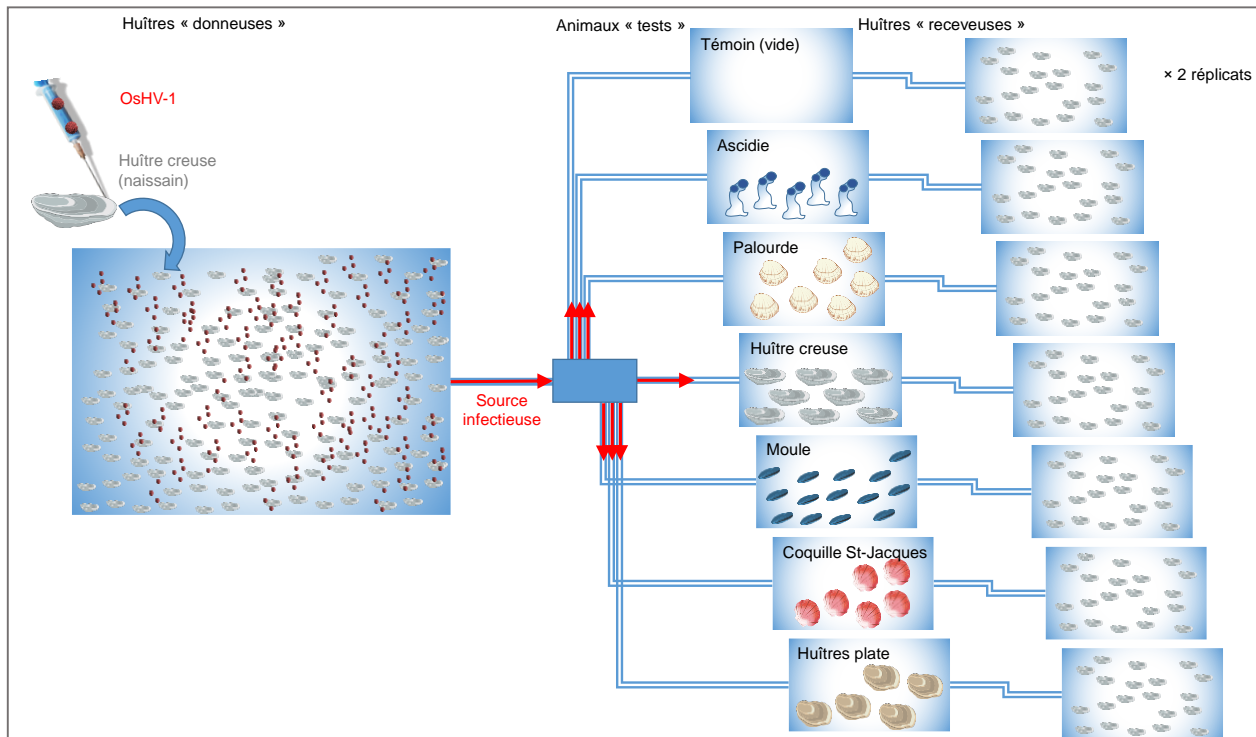 Huîtres « donneuses »
Animaux « tests »
Huîtres « receveuses »
Témoin (vide)
× 2 réplicats
OsHV-1
Huître creuse
(naissain)
Ascidie
Palourde
Huître creuse
Source
infectieuse
Moule
Coquille St-Jacques
Huîtres plate